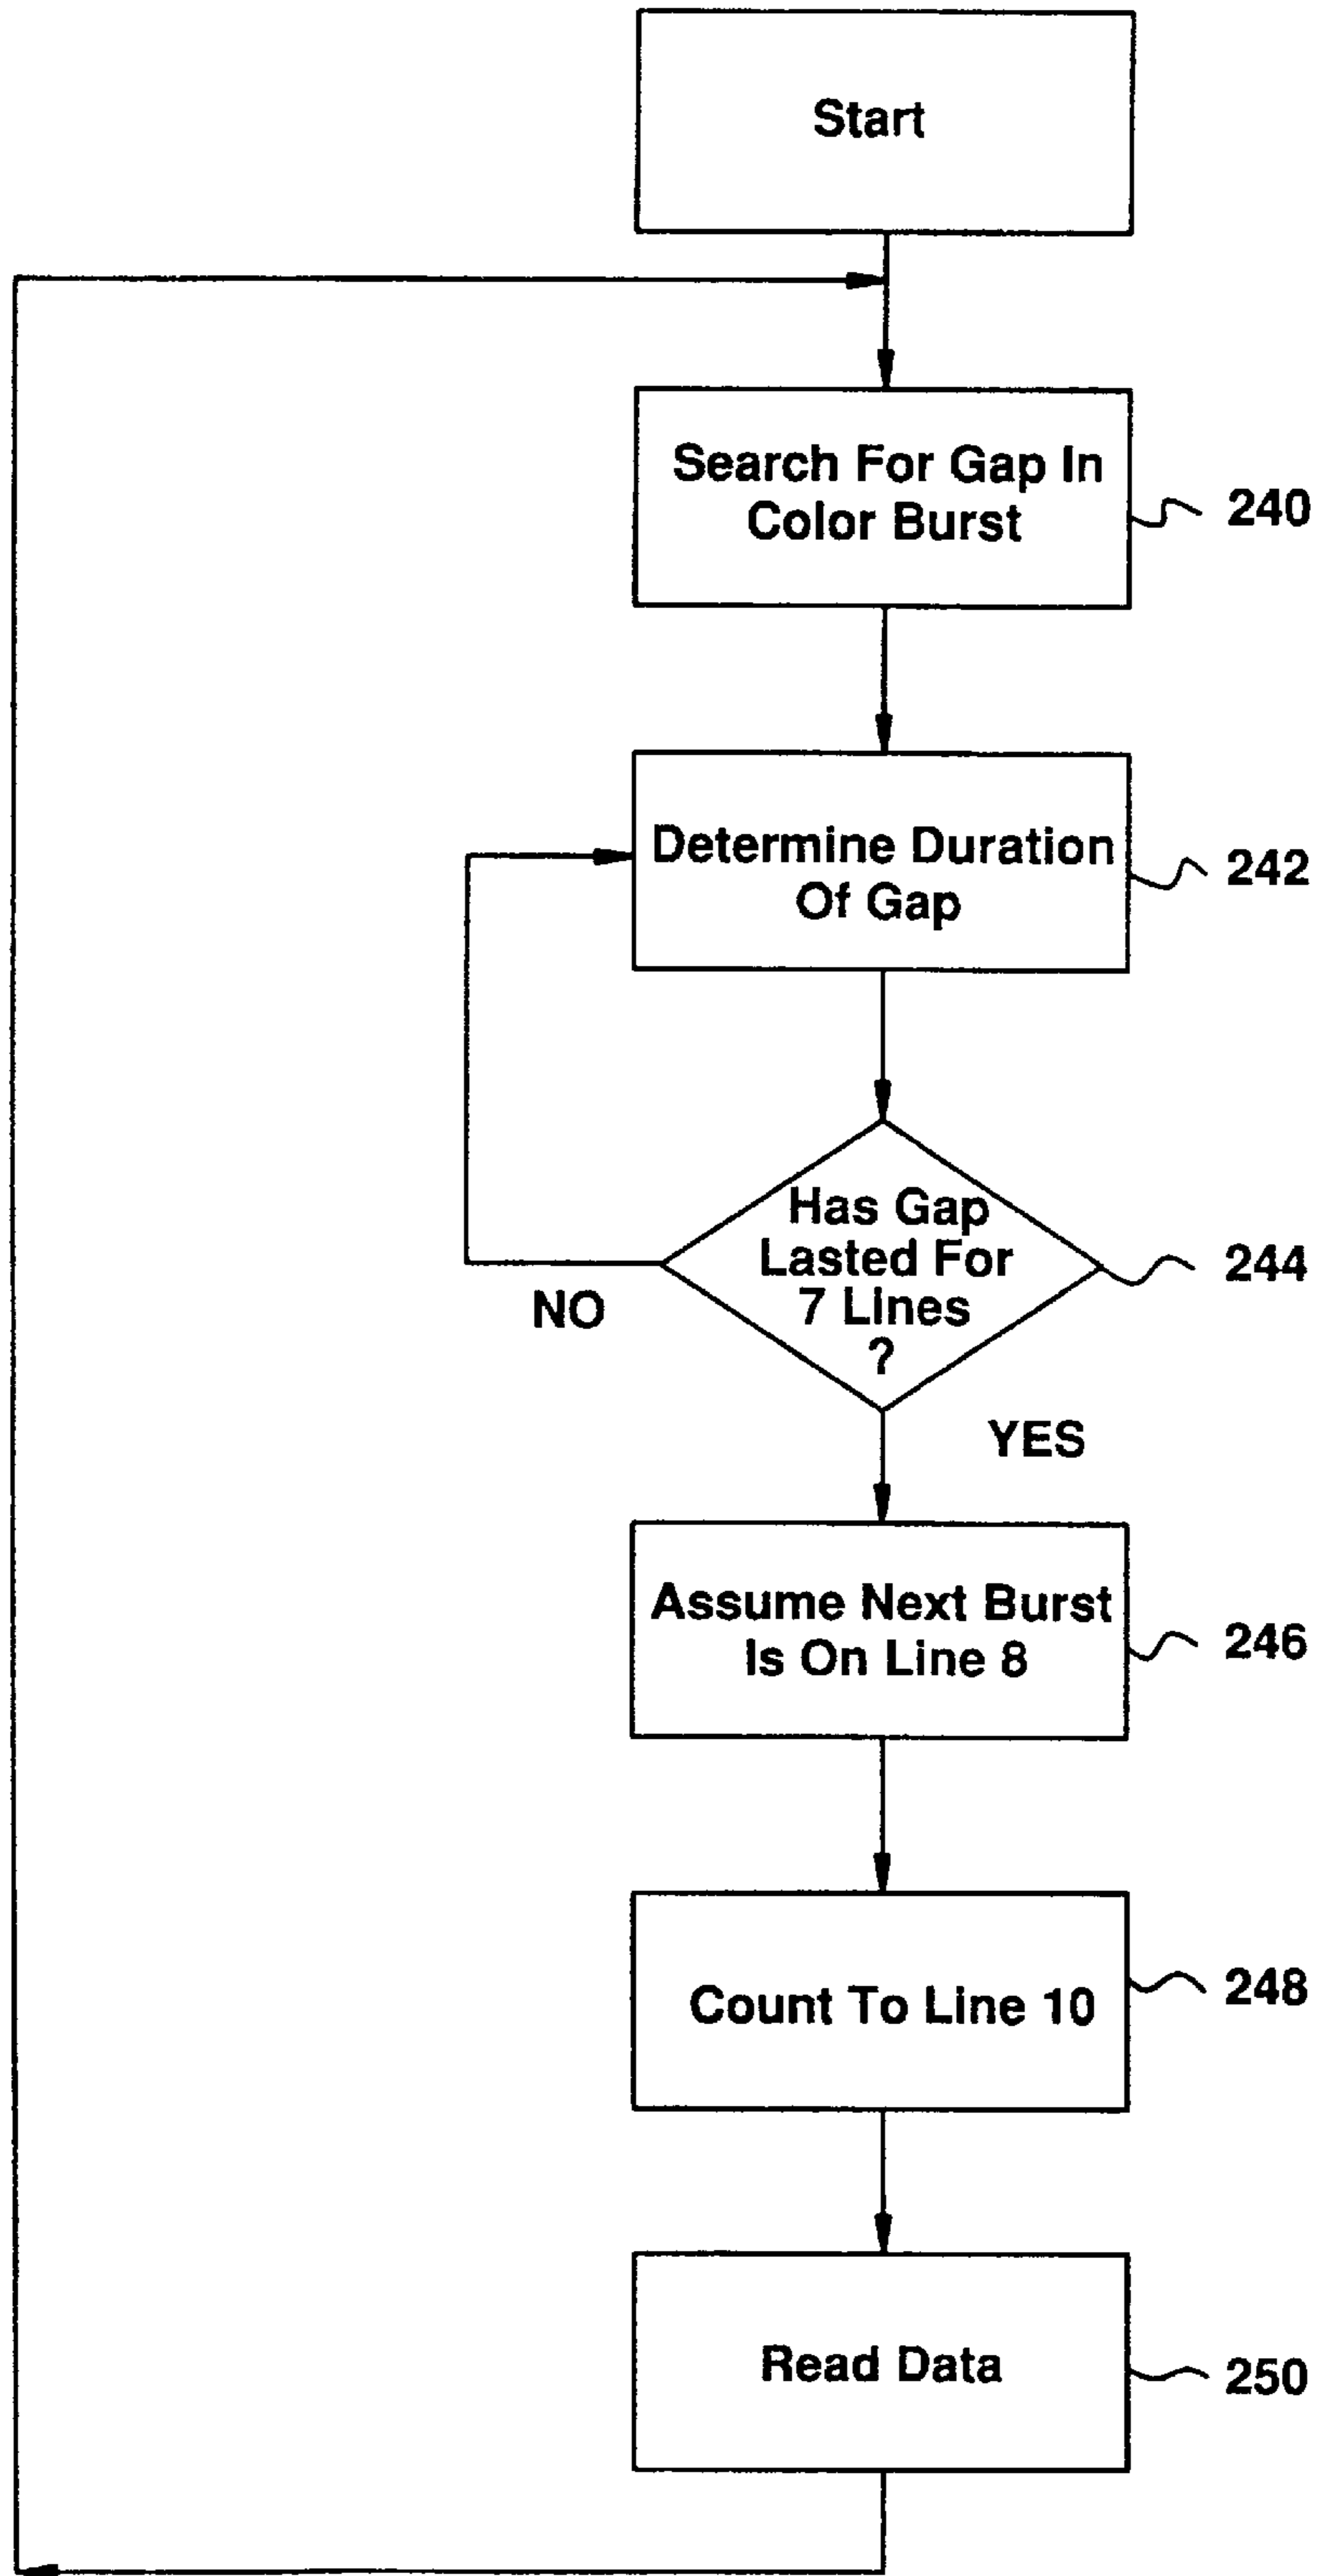 Start
Search For Gap In
Color Burst
240
Determine Duration
Of Gap
242
Has Gap
Lasted For
7 Lines
?
244
NO
YES
Assume Next Burst
Is On Line 8
246
Count To Line 10
248
Read Data
250